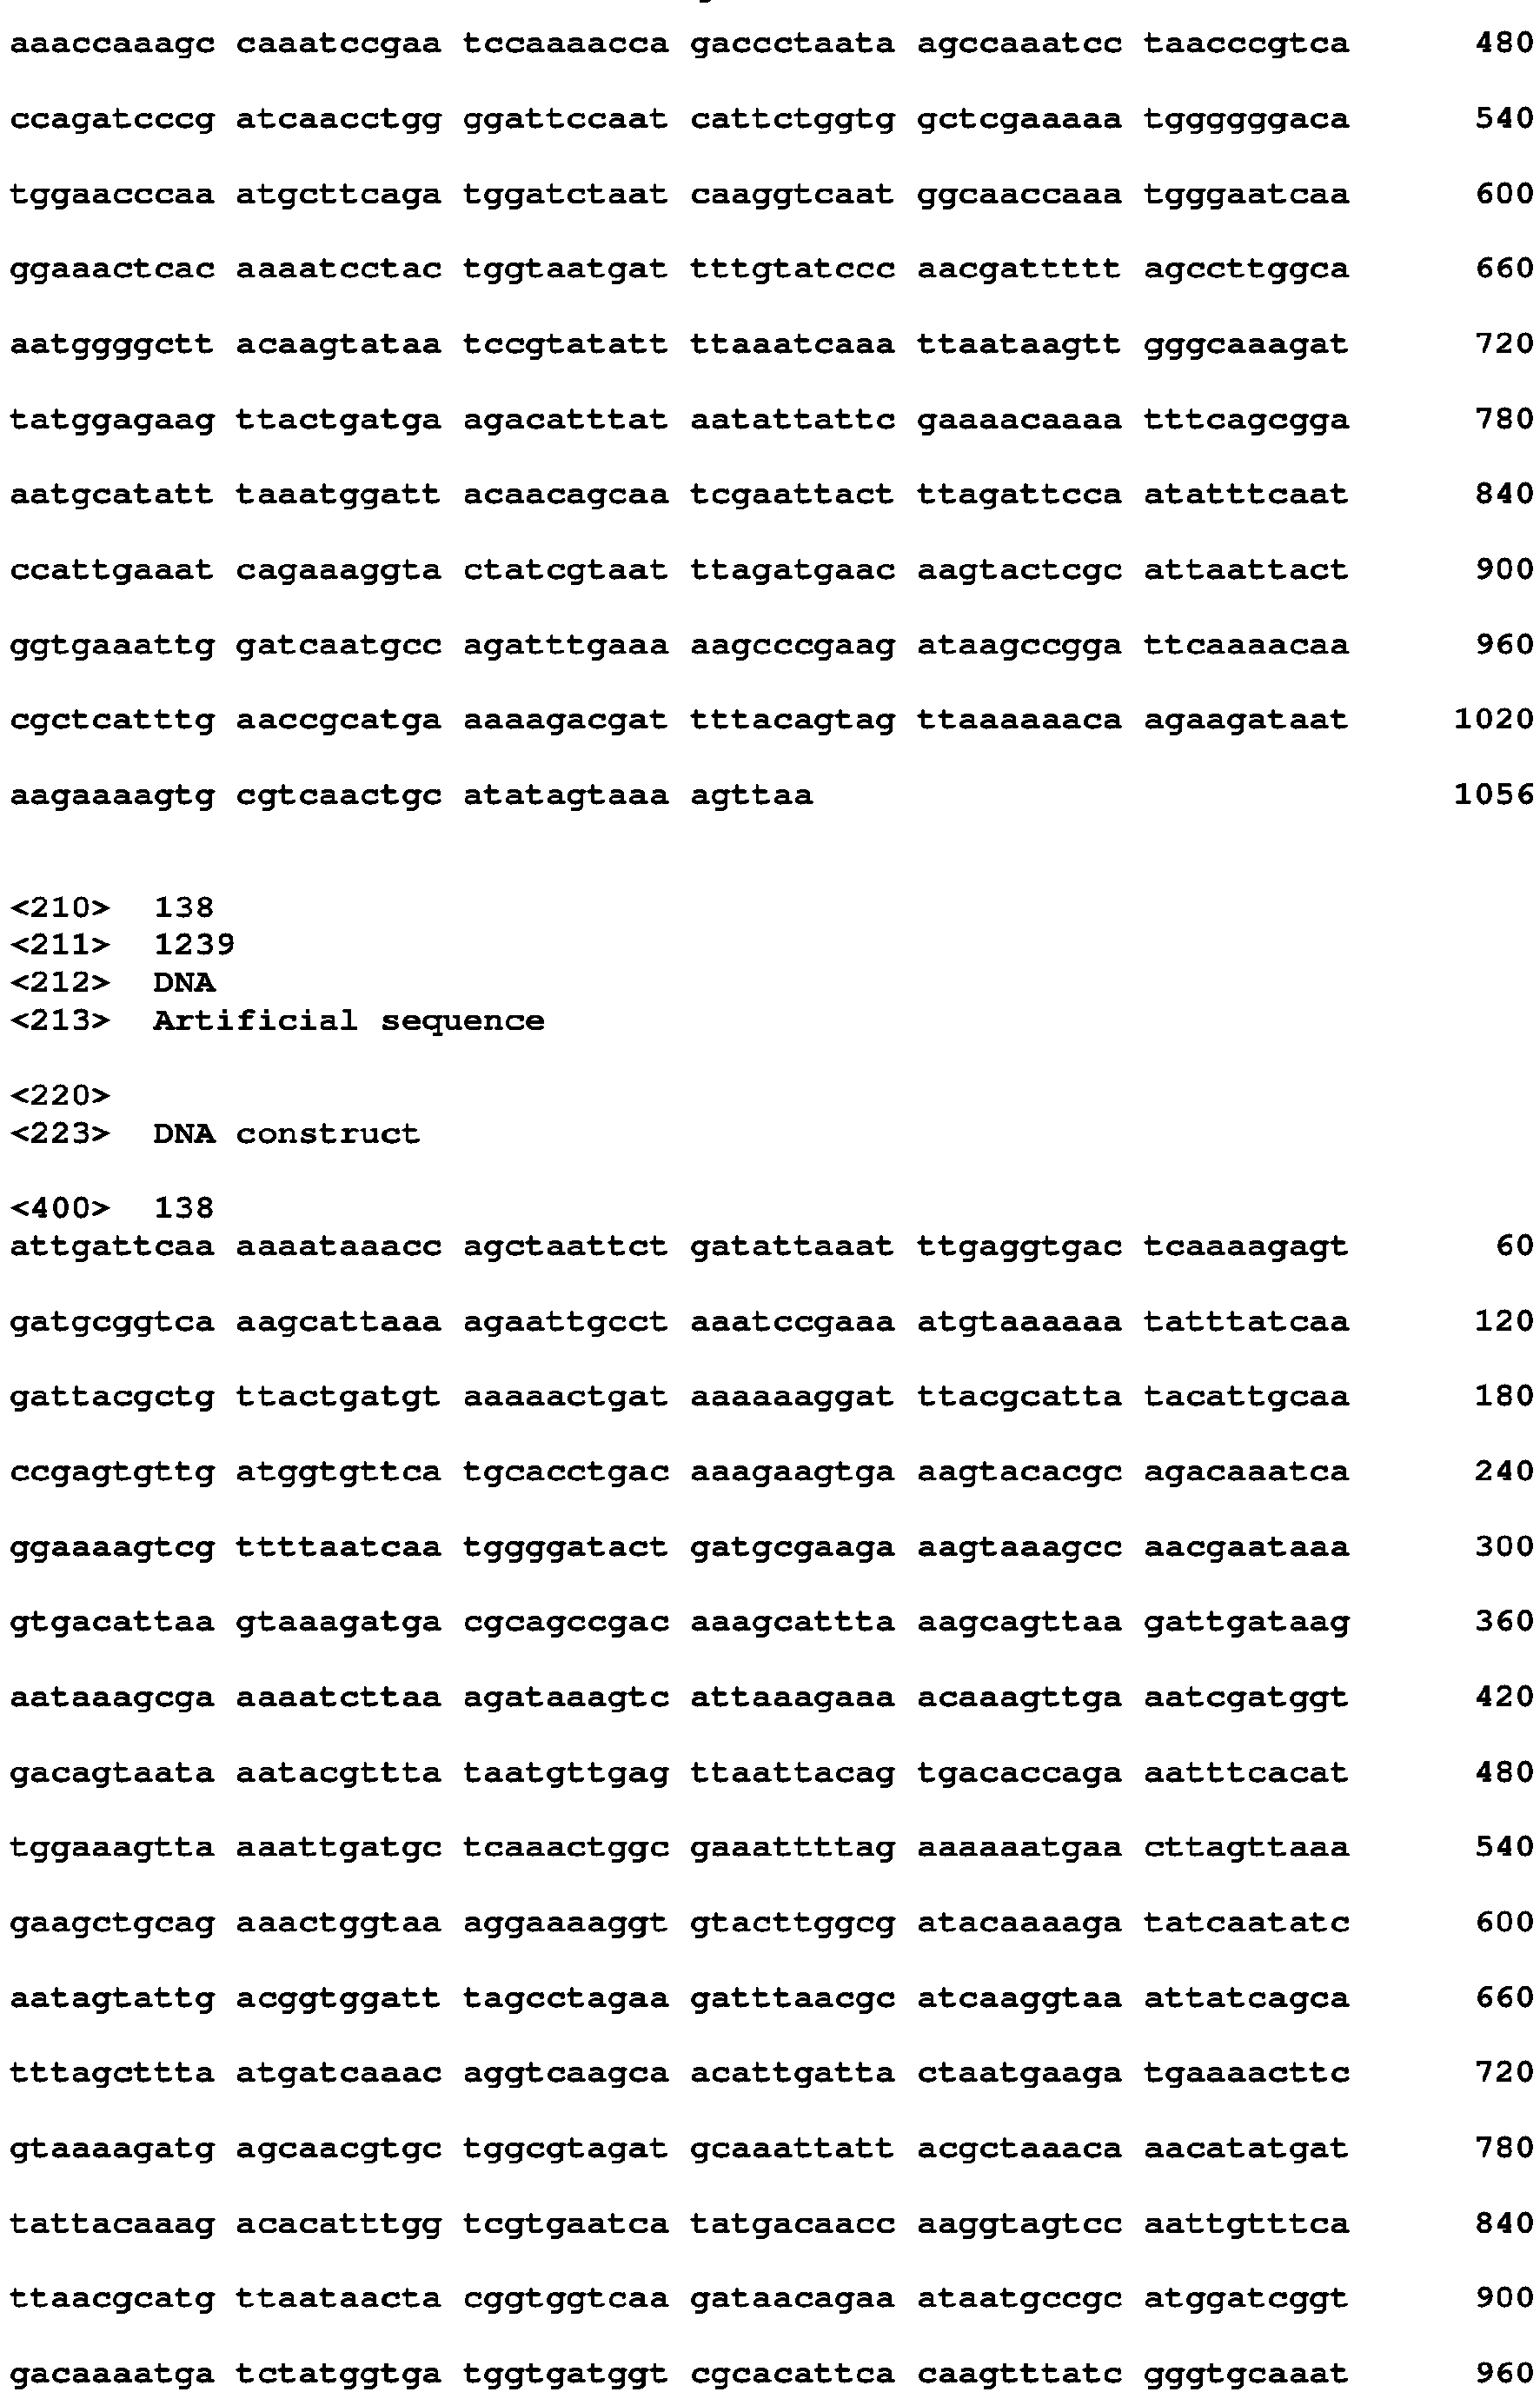 aaaccaaagc caaatccgaa tccaaaacca gaccctaata agccaaatcc taacccgtca 480
ccagatcccg atcaacctgg ggattccaat cattctggtg gctcgaaaaa tggggggaca 540
tggaacccaa atgcttcaga tggatctaat caaggtcaat ggcaaccaaa tgggaatcaa 600
ggaaactcac aaaatcctac tggtaatgat tttgtatccc aacgattttt agccttggca 660
aatggggctt acaagtataa tccgtatatt ttaaatcaaa ttaataagtt gggcaaagat 720
tatggagaag ttactgatga agacatttat aatattattc gaaaacaaaa tttcagcgga 780
aatgcatatt taaatggatt acaacagcaa tcgaattact ttagattcca atatttcaat 840
ccattgaaat cagaaaggta ctatcgtaat ttagatgaac aagtactcgc attaattact 900
ggtgaaattg gatcaatgcc agatttgaaa aagcccgaag ataagccgga ttcaaaacaa 960
cgctcatttg aaccgcatga aaaagacgat tttacagtag ttaaaaaaca agaagataat 1020
aagaaaagtg cgtcaactgc atatagtaaa agttaa 1056
<210> 138
<211> 1239
<212> DNA
<213> Artificial sequence
<220>
<223> DNA construct
<400> 138
attgattcaa aaaataaacc agctaattct gatattaaat ttgaggtgac tcaaaagagt 60
gatgcggtca aagcattaaa agaattgcct aaatccgaaa atgtaaaaaa tatttatcaa 120
gattacgctg ttactgatgt aaaaactgat aaaaaaggat ttacgcatta tacattgcaa 180
ccgagtgttg atggtgttca tgcacctgac aaagaagtga aagtacacgc agacaaatca 240
ggaaaagtcg ttttaatcaa tggggatact gatgcgaaga aagtaaagcc aacgaataaa 300
gtgacattaa gtaaagatga cgcagccgac aaagcattta aagcagttaa gattgataag 360
aataaagcga aaaatcttaa agataaagtc attaaagaaa acaaagttga aatcgatggt 420
gacagtaata aatacgttta taatgttgag ttaattacag tgacaccaga aatttcacat 480
tggaaagtta aaattgatgc tcaaactggc gaaattttag aaaaaatgaa cttagttaaa 540
gaagctgcag aaactggtaa aggaaaaggt gtacttggcg atacaaaaga tatcaatatc 600
aatagtattg acggtggatt tagcctagaa gatttaacgc atcaaggtaa attatcagca 660
tttagcttta atgatcaaac aggtcaagca acattgatta ctaatgaaga tgaaaacttc 720
gtaaaagatg agcaacgtgc tggcgtagat gcaaattatt acgctaaaca aacatatgat 780
tattacaaag acacatttgg tcgtgaatca tatgacaacc aaggtagtcc aattgtttca 840
ttaacgcatg ttaataacta cggtggtcaa gataacagaa ataatgccgc atggatcggt 900
gacaaaatga tctatggtga tggtgatggt cgcacattca caagtttatc gggtgcaaat 960